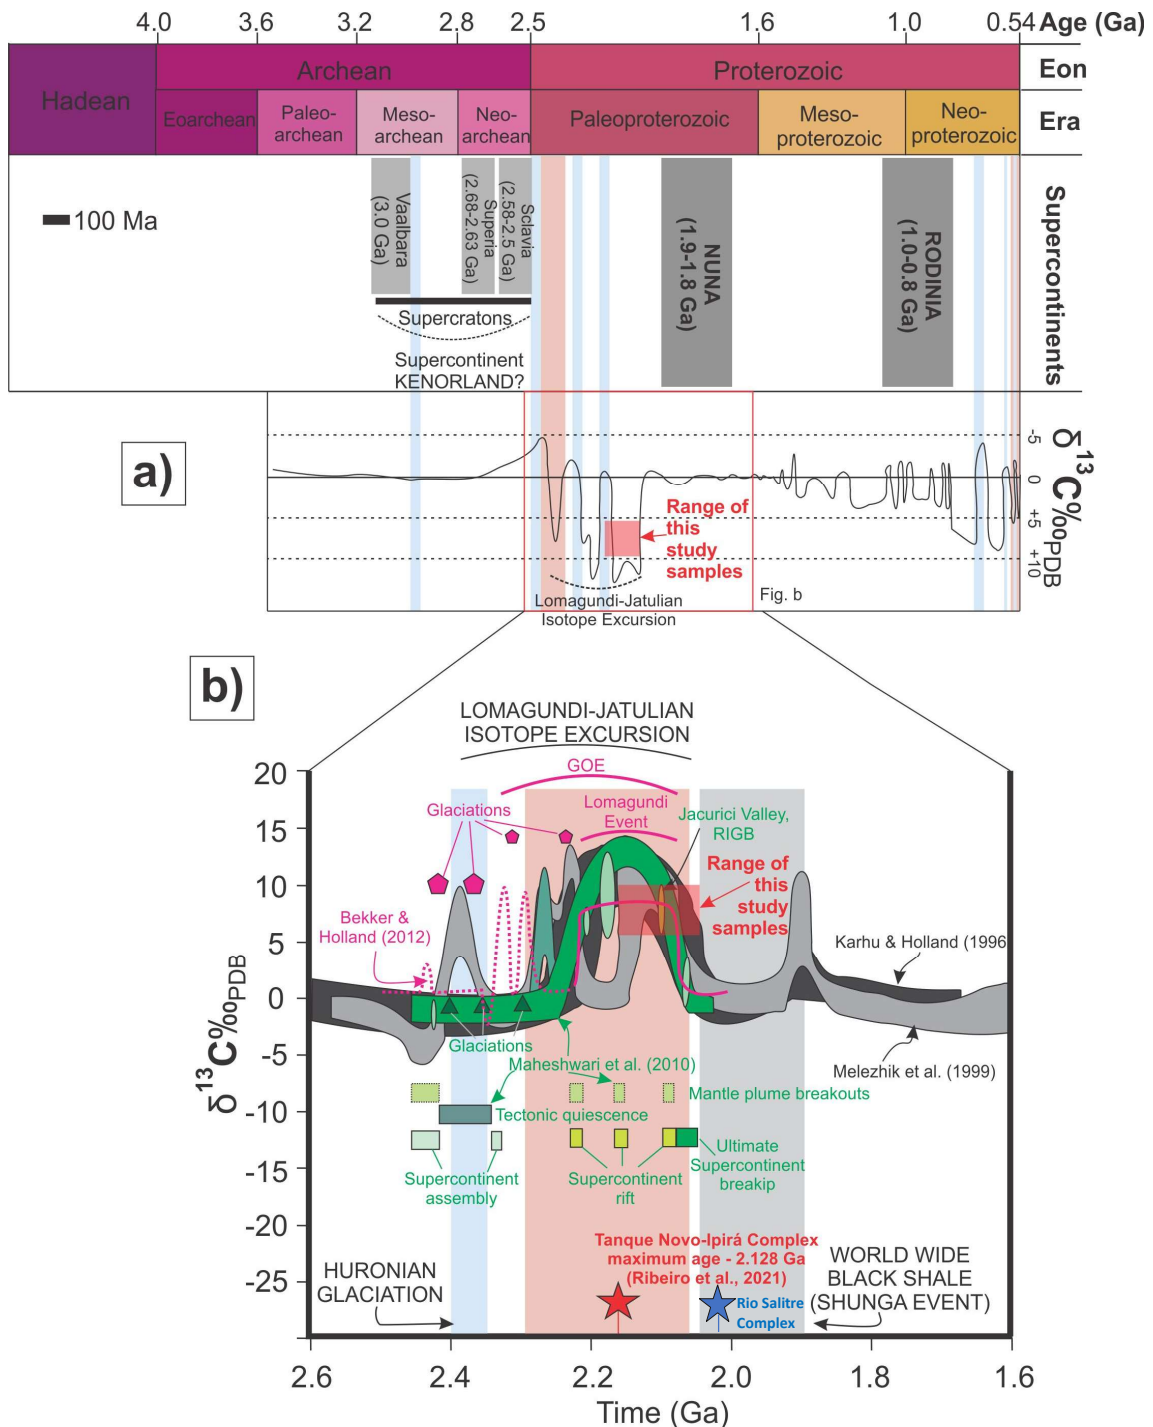 4.0 3.6 3.2 2.8 2.5 1.6 1.0 0.54 Age (Ga)
Hadean
Archean
Proterozoic
Eon
Eoarchean
Paleo-
archean
Meso-
archean
Neo-
archean
Paleoproterozoic
Meso-
proterozoic
Neo-
proterozoic
Era
100 Ma
Vaalbara
(3.0 Ga)
Superia
(2.68-2.63 Ga)
Sclavia
(2.58-2.5 Ga)
NUNA
(1.9-1.8 Ga)
RODINIA
(1.0-0.8 Ga)
Supercontinents
Supercratons
Supercontinent
KENORLAND?
a)
-5
0
+5
+10
δ13C‰PDB
Range of
this
study
samples
Lomagundi-Jatulian
Isotope Excursion
Fig. b
b)
LOMAGUNDI-JATULIAN
ISOTOPE EXCURSION
GOE
20
15
10
5
0
-5
-10
-15
-20
-25
δ13C‰PDB
Glaciations
Lomagundi
Event
Jacurici Valley,
RIGB
Range of
this
study
samples
Bekker &
Holland (2012)
Karhu & Holland (1996
Glaciations
Maheshwari et al. (2010)
Melezhik et al. (1999)
Mantle plume breakouts
Tectonic quiescence
Supercontinent
assembly
Supercontinent
rift
Ultimate
Supercontinent
breakip
Tanque Novo-Ipirá Complex
maximum age - 2.128 Ga
(Ribeiro et al., 2021)
HURONIAN
GLACIATION
Rio Salitre
Complex
WORLD WIDE
BLACK SHALE
(SHUNGA EVENT)
2.6 2.4 2.2 2.0 1.8 1.6
Time (Ga)